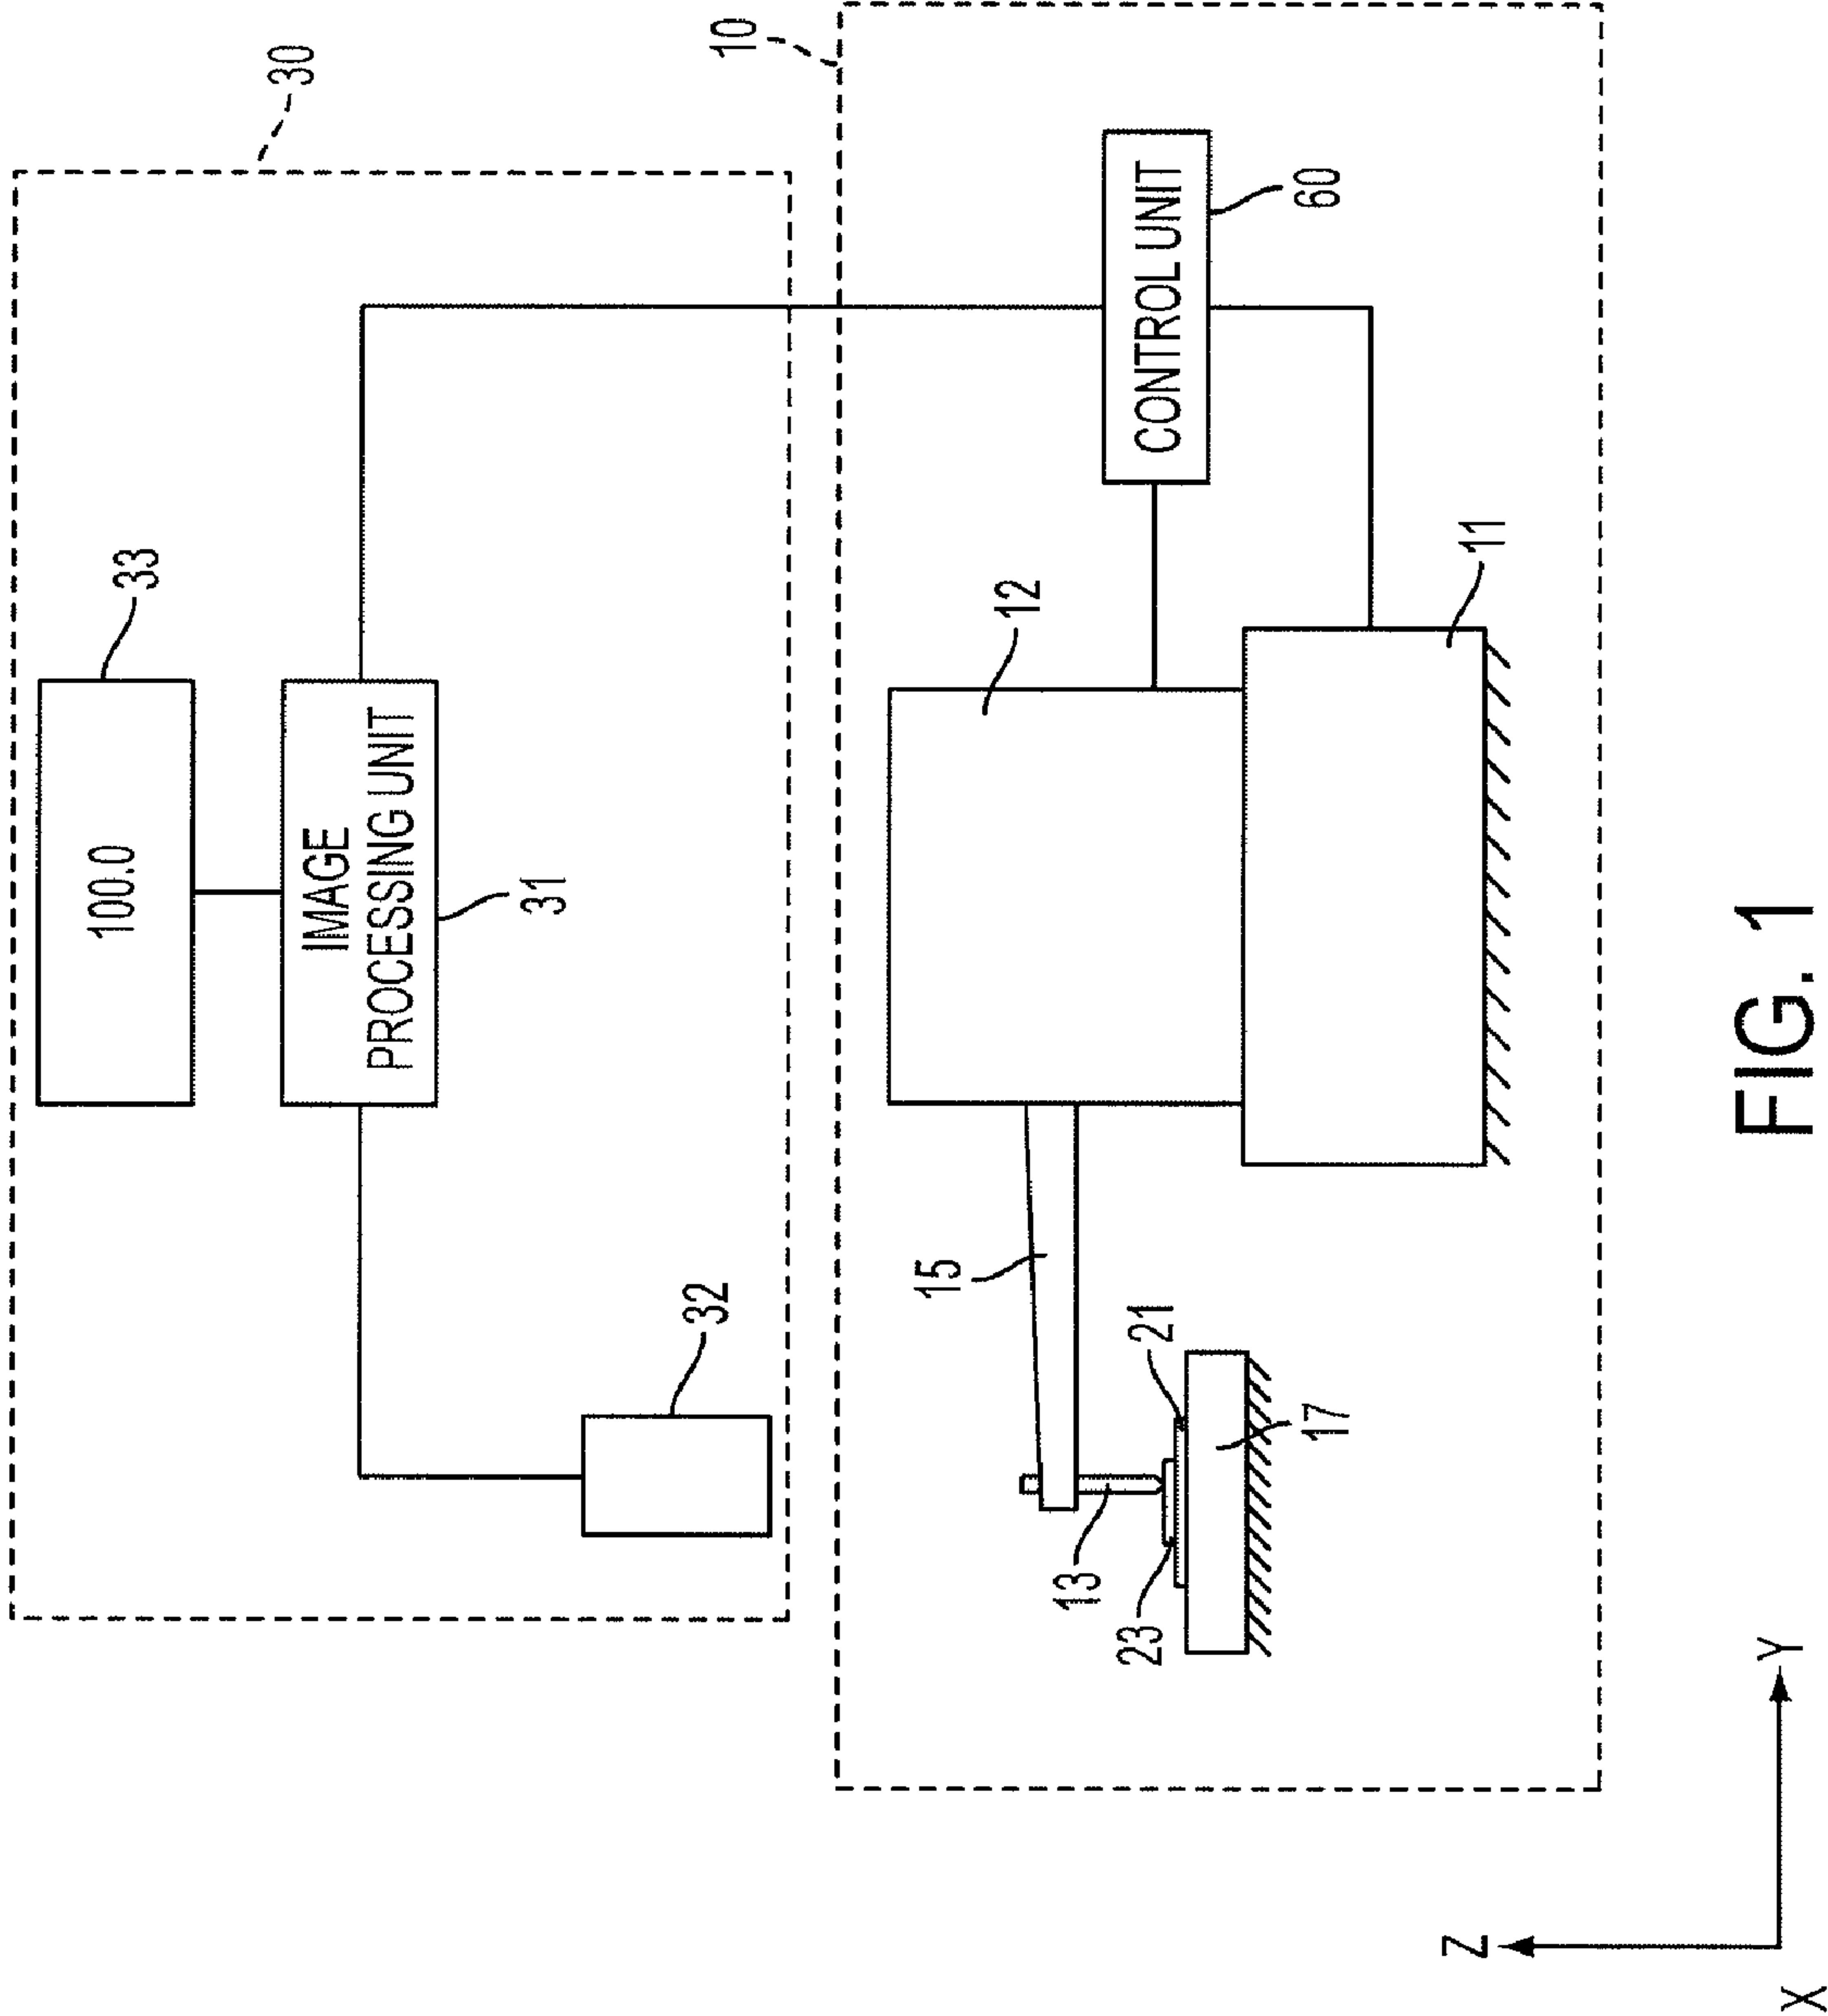 30
33
100.0
IMAGE
PROCESSING UNIT
31
32
10
CONTROL UNIT
60
12
11
15
13
21
23
17
Z
Y
X
FIG. 1